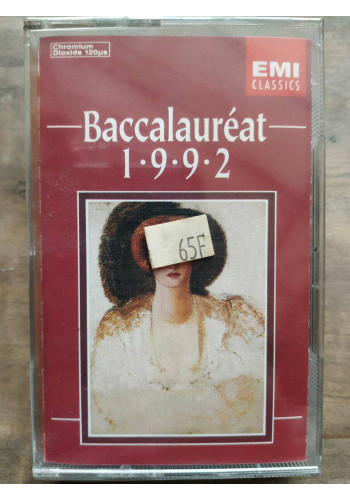 Chromium
Dioxide 120µs
EMI
CLASSICS
Baccalauréat
1·9·9·2
65F